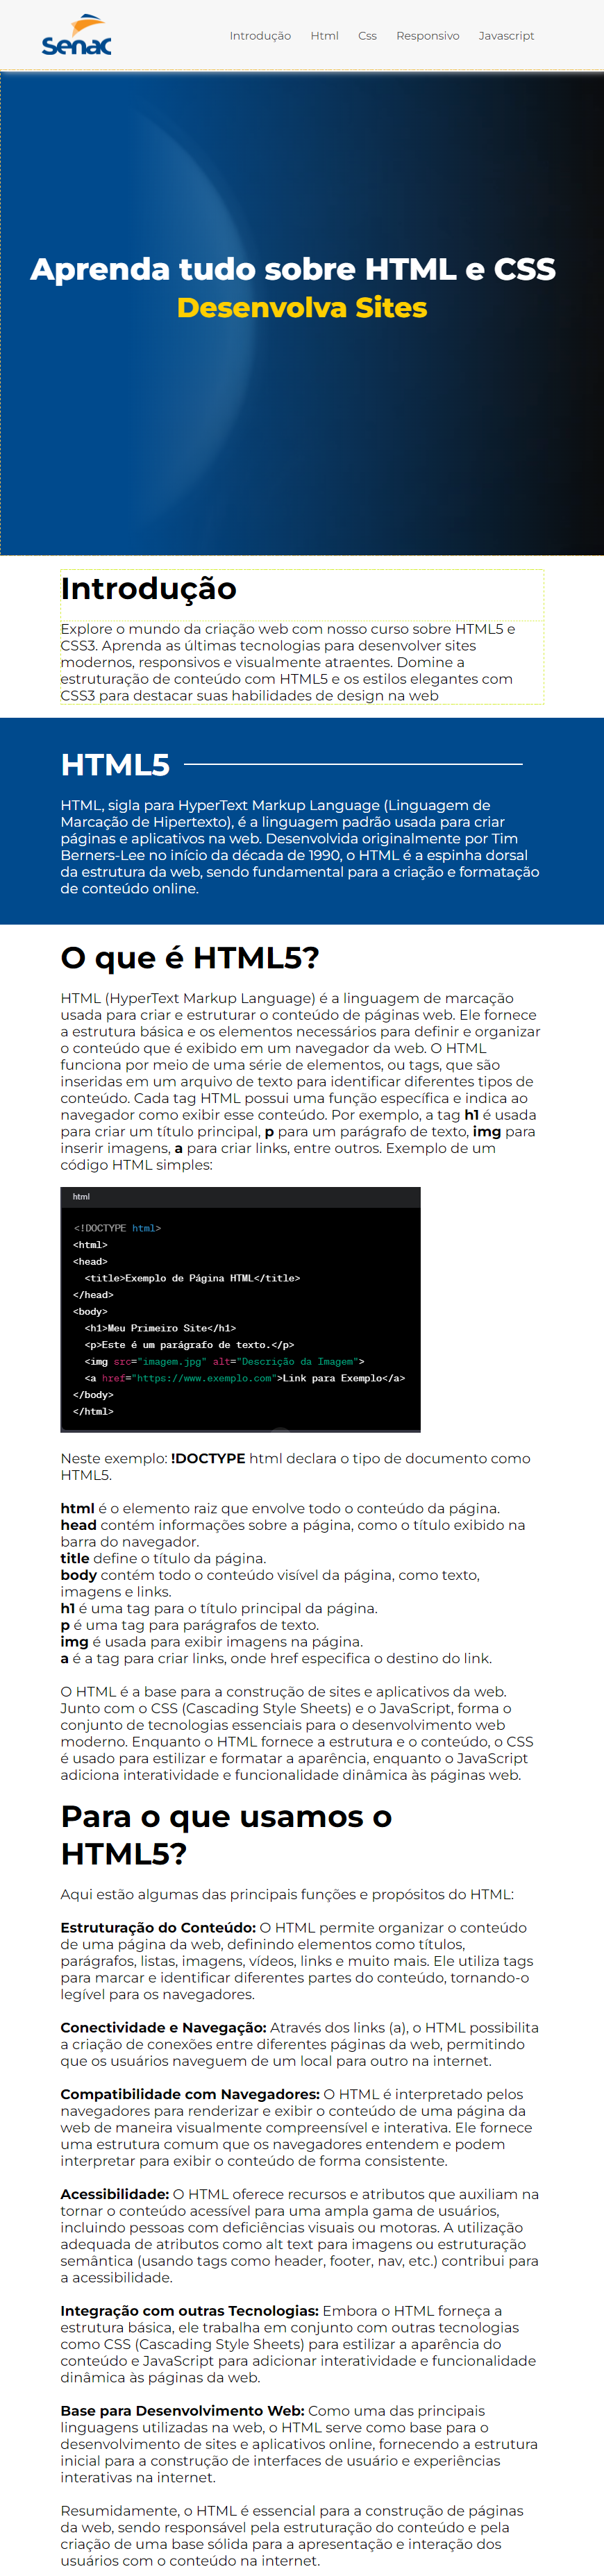 Senac
Introdução Html Css Responsivo Javascript
Aprenda tudo sobre HTML e CSS
Desenvolva Sites
Introdução
Explore o mundo da criação web com nosso curso sobre HTML5 e
CSS3. Aprenda as últimas tecnologias para desenvolver sites
modernos, responsivos e visualmente atraentes. Domine a
estruturação de conteúdo com HTML5 e os estilos elegantes com
CSS3 para destacar suas habilidades de design na web
HTML5
HTML, sigla para HyperText Markup Language (Linguagem de
Marcação de Hipertexto), é a linguagem padrão usada para criar
páginas e aplicativos na web. Desenvolvida originalmente por Tim
Berners-Lee no início da década de 1990, o HTML é a espinha dorsal
da estrutura da web, sendo fundamental para a criação e formatação
de conteúdo online.
O que é HTML5?
HTML (HyperText Markup Language) é a linguagem de marcação
usada para criar e estruturar o conteúdo de páginas web. Ele fornece
a estrutura básica e os elementos necessários para definir e organizar
o conteúdo que é exibido em um navegador da web. O HTML
funciona por meio de uma série de elementos, ou tags, que são
inseridas em um arquivo de texto para identificar diferentes tipos de
conteúdo. Cada tag HTML possui uma função específica e indica ao
navegador como exibir esse conteúdo. Por exemplo, a tag h1 é usada
para criar um título principal, p para um parágrafo de texto, img para
inserir imagens, a para criar links, entre outros. Exemplo de um
código HTML simples:
html
<!DOCTYPE html>
<html>
<head>
<title>Exemplo de Página HTML</title>
</head>
<body>
<h1>Meu Primeiro Site</h1>
<p>Este é um parágrafo de texto.</p>
<img src="imagem.jpg" alt="Descrição da Imagem">
<a href="https://www.exemplo.com">Link para Exemplo</a>
</body>
</html>
Neste exemplo: !DOCTYPE html declara o tipo de documento como
HTML5.
html é o elemento raiz que envolve todo o conteúdo da página.
head contém informações sobre a página, como o título exibido na
barra do navegador.
title define o título da página.
body contém todo o conteúdo visível da página, como texto,
imagens e links.
h1 é uma tag para o título principal da página.
p é uma tag para parágrafos de texto.
img é usada para exibir imagens na página.
a é a tag para criar links, onde href especifica o destino do link.
O HTML é a base para a construção de sites e aplicativos da web.
Junto com o CSS (Cascading Style Sheets) e o JavaScript, forma o
conjunto de tecnologias essenciais para o desenvolvimento web
moderno. Enquanto o HTML fornece a estrutura e o conteúdo, o CSS
é usado para estilizar e formatar a aparência, enquanto o JavaScript
adiciona interatividade e funcionalidade dinâmica às páginas web.
Para o que usamos o
HTML5?
Aqui estão algumas das principais funções e propósitos do HTML:
Estruturação do Conteúdo: O HTML permite organizar o conteúdo
de uma página da web, definindo elementos como títulos,
parágrafos, listas, imagens, vídeos, links e muito mais. Ele utiliza tags
para marcar e identificar diferentes partes do conteúdo, tornando-o
legível para os navegadores.
Conectividade e Navegação: Através dos links (a), o HTML possibilita
a criação de conexões entre diferentes páginas da web, permitindo
que os usuários naveguem de um local para outro na internet.
Compatibilidade com Navegadores: O HTML é interpretado pelos
navegadores para renderizar e exibir o conteúdo de uma página da
web de maneira visualmente compreensível e interativa. Ele fornece
uma estrutura comum que os navegadores entendem e podem
interpretar para exibir o conteúdo de forma consistente.
Acessibilidade: O HTML oferece recursos e atributos que auxiliam na
tornar o conteúdo acessível para uma ampla gama de usuários,
incluindo pessoas com deficiências visuais ou motoras. A utilização
adequada de atributos como alt text para imagens ou estruturação
semântica (usando tags como header, footer, nav, etc.) contribui para
a acessibilidade.
Integração com outras Tecnologias: Embora o HTML forneça a
estrutura básica, ele trabalha em conjunto com outras tecnologias
como CSS (Cascading Style Sheets) para estilizar a aparência do
conteúdo e JavaScript para adicionar interatividade e funcionalidade
dinâmica às páginas da web.
Base para Desenvolvimento Web: Como uma das principais
linguagens utilizadas na web, o HTML serve como base para o
desenvolvimento de sites e aplicativos online, fornecendo a estrutura
inicial para a construção de interfaces de usuário e experiências
interativas na internet.
Resumidamente, o HTML é essencial para a construção de páginas
da web, sendo responsável pela estruturação do conteúdo e pela
criação de uma base sólida para a apresentação e interação dos
usuários com o conteúdo na internet.